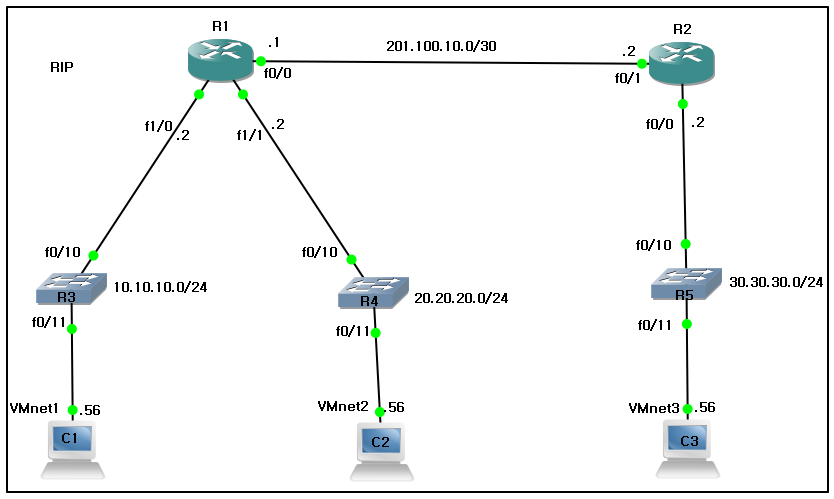 R1
R2
.1
201.100.10.0/30
.2
RIP
f0/0
f0/1
f1/0
.2
f1/1
.2
f0/0
.2
f0/10
f0/10
f0/10
R3
10.10.10.0/24
R4
20.20.20.0/24
R5
30.30.30.0/24
f0/11
f0/11
f0/11
VMnet1
.56
VMnet2
.56
VMnet3
.56
C1
C2
C3